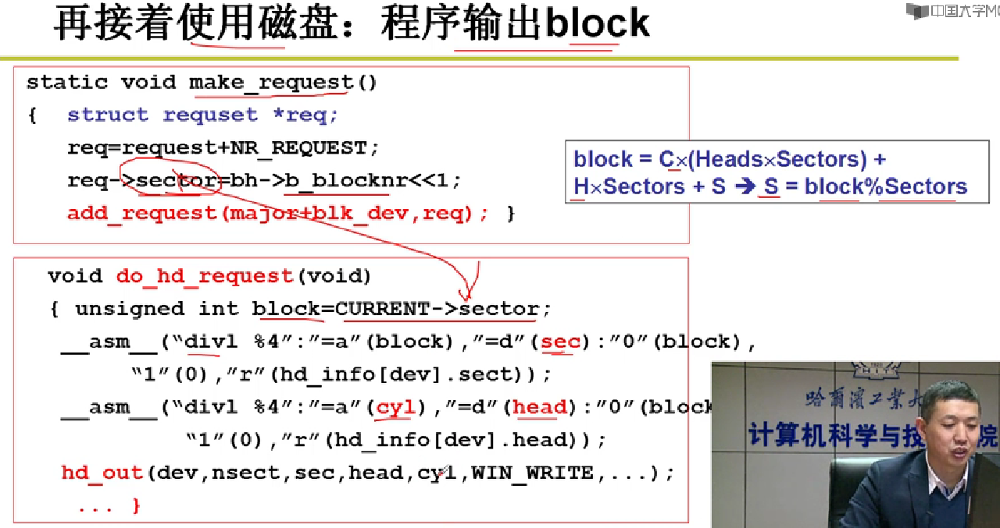 中国大学MO
再接着使用磁盘：程序输出block
static void make_request()
{ struct requset *req;
req=request+NR_REQUEST;
req->sector=bh->b_blocknr<<1;
add_request(major+blk_dev,req); }
block = C×(Heads×Sectors) +
H×Sectors + S ➔ S = block%Sectors
void do_hd_request(void)
{ unsigned int block=CURRENT->sector;
__asm__(“divl %4”:”=a”(block),”=d”(sec):”0”(block),
“1”(0),”r”(hd_info[dev].sect));
__asm__(“divl %4”:”=a”(cyl),”=d”(head):”0”(block
“1”(0),”r”(hd_info[dev].head));
hd_out(dev,nsect,sec,head,cyl,WIN_WRITE,...);
... }
哈爾濱工業大
计算机科学与技 院